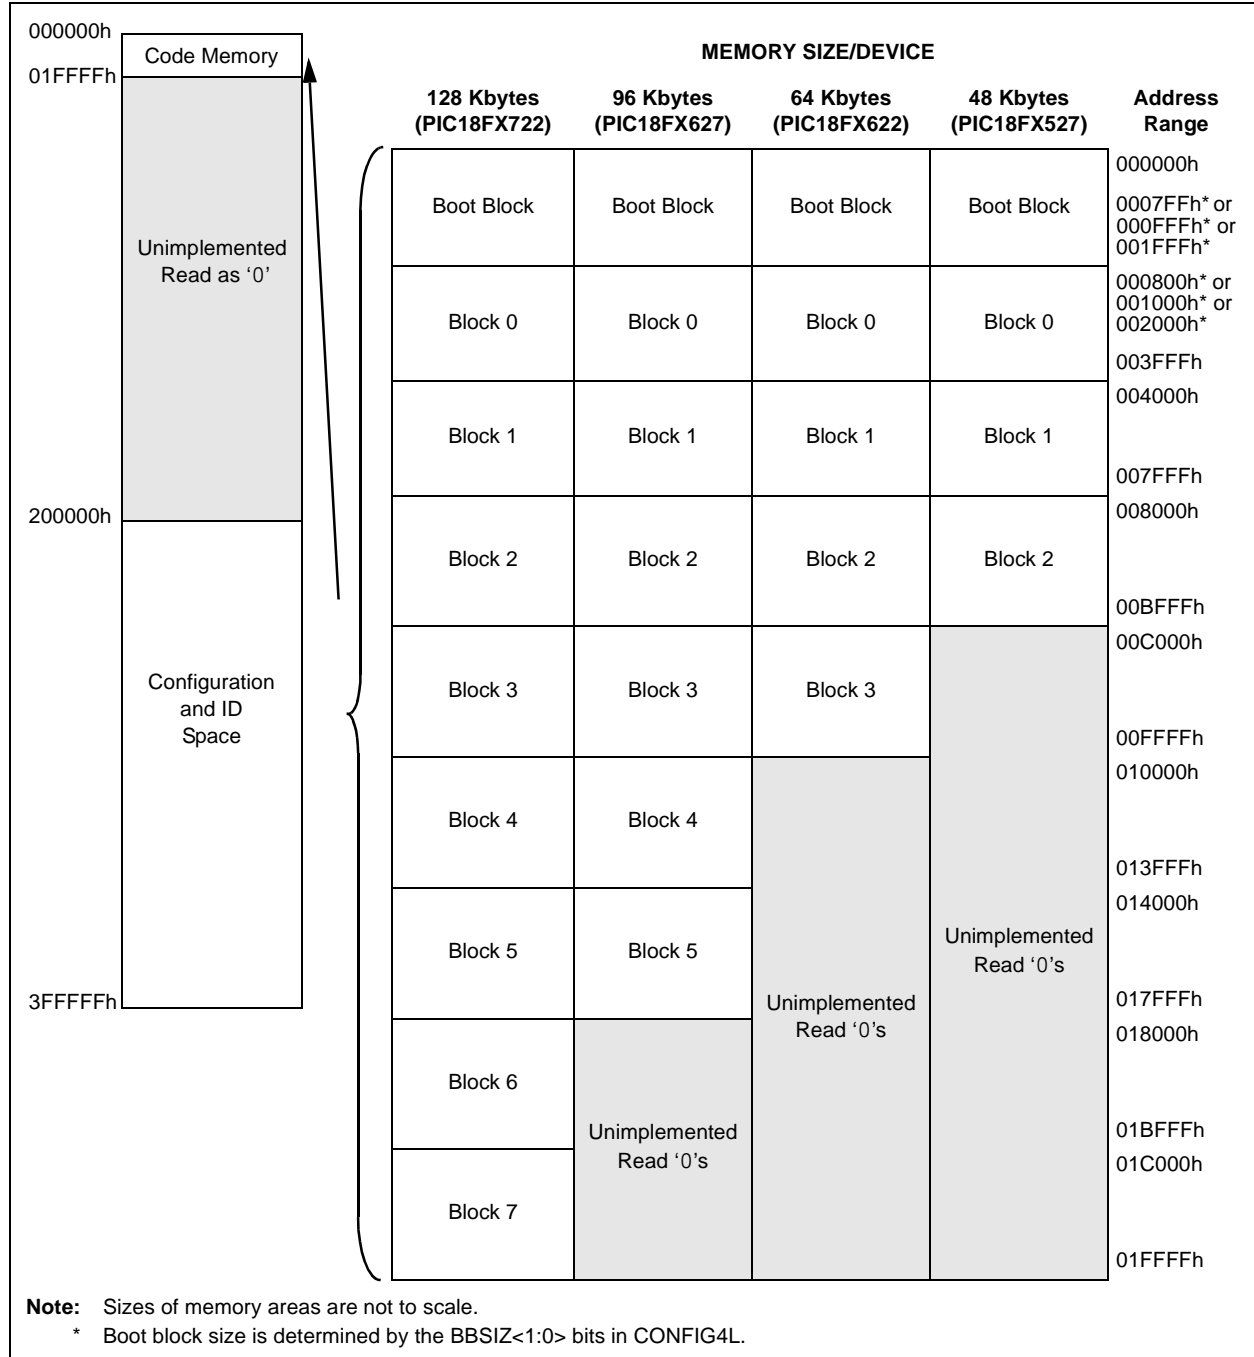 000000h
Code Memory
01FFFFh
Unimplemented
Read as ‘0’
200000h
Configuration
and ID
Space
3FFFFFh
MEMORY SIZE/DEVICE
128 Kbytes
(PIC18FX722)
96 Kbytes
(PIC18FX627)
64 Kbytes
(PIC18FX622)
48 Kbytes
(PIC18FX527)
Address
Range
Boot Block
Boot Block
Boot Block
Boot Block
000000h
0007FFh* or
000FFFh* or
001FFFh*
Block 0
Block 0
Block 0
Block 0
000800h* or
001000h* or
002000h*
003FFFh
Block 1
Block 1
Block 1
Block 1
004000h
007FFFh
Block 2
Block 2
Block 2
Block 2
008000h
00BFFFh
Block 3
Block 3
Block 3
00C000h
00FFFFh
Block 4
Block 4
010000h
013FFFh
Block 5
Block 5
Unimplemented
Read ‘0’s
Unimplemented
Read ‘0’s
014000h
017FFFh
Block 6
018000h
01BFFFh
Unimplemented
Read ‘0’s
Block 7
01C000h
01FFFFh
Note: Sizes of memory areas are not to scale.
* Boot block size is determined by the BBSIZ<1:0> bits in CONFIG4L.